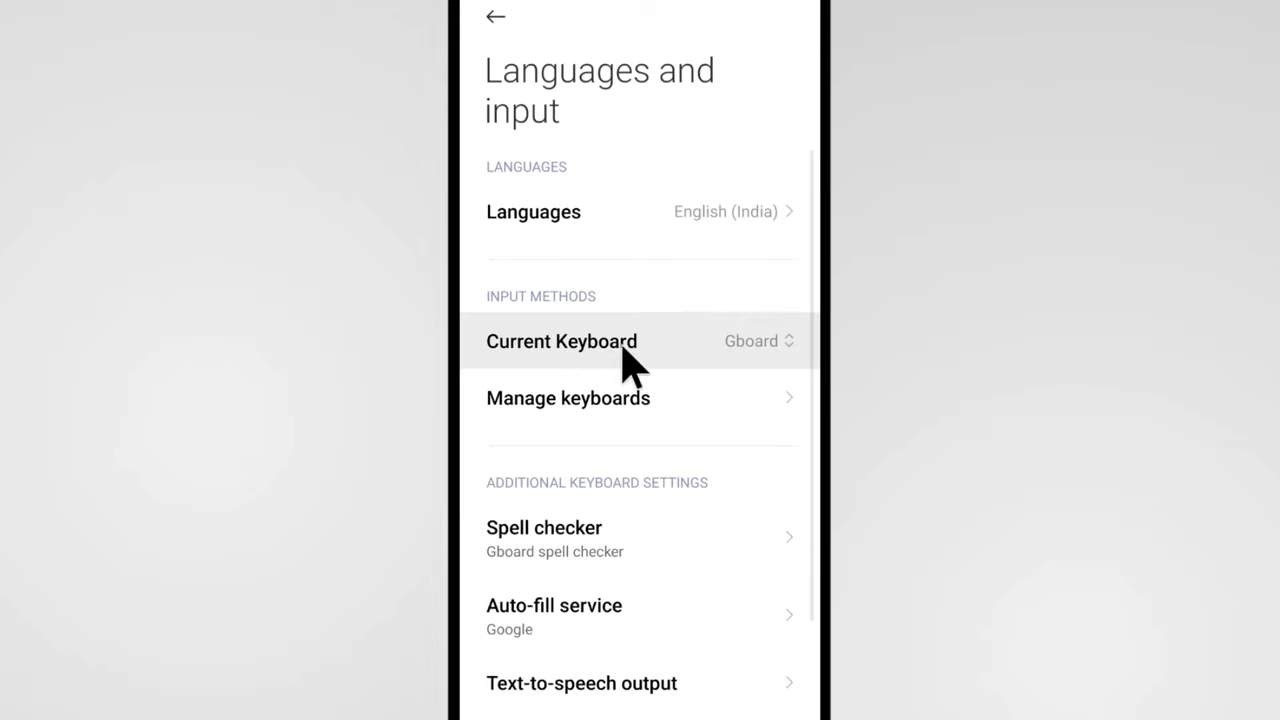 Languages and
input
LANGUAGES
Languages English (India)
INPUT METHODS
Current Keyboard Gboard
Manage keyboards
ADDITIONAL KEYBOARD SETTINGS
Spell checker
Gboard spell checker
Auto-fill service
Google
Text-to-speech output